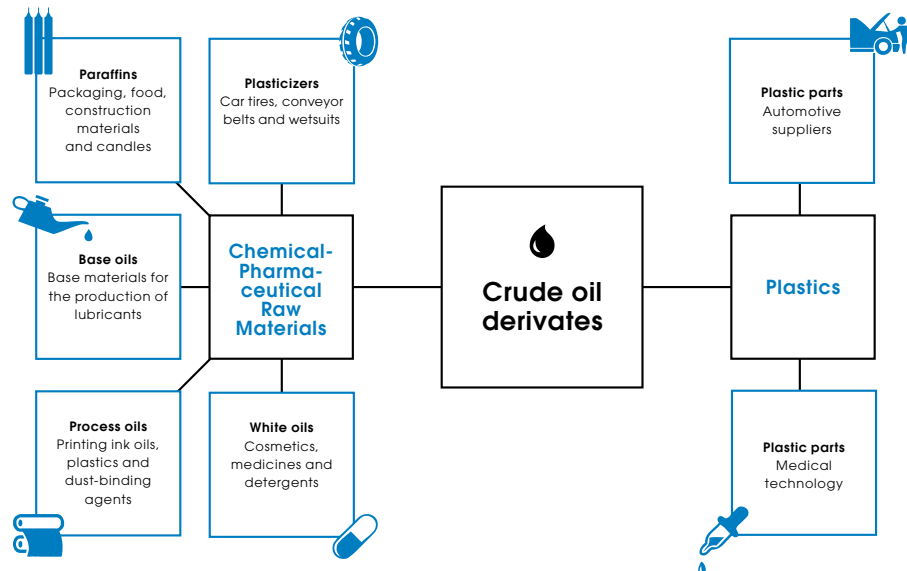 Paraffins
Packaging, food,
construction
materials
and candles
Plasticizers
Car tires, conveyor
belts and wetsuits
Plastic parts
Automotive
suppliers
Base oils
Base materials for
the production of
lubricants
Chemical-
Pharma-
ceutical
Raw
Materials
Crude oil
derivates
Plastics
Process oils
Printing ink oils,
plastics and
dust-binding
agents
White oils
Cosmetics,
medicines and
detergents
Plastic parts
Medical
technology